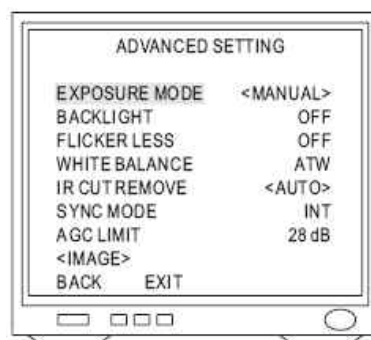 ADVANCED SETTING
EXPOSURE MODE <MANUAL>
BACKLIGHT OFF
FLICKER LESS OFF
WHITE BALANCE ATW
IR CUT REMOVE <AUTO>
SYNC MODE INT
AGC LIMIT 28 dB
<IMAGE>
BACK EXIT